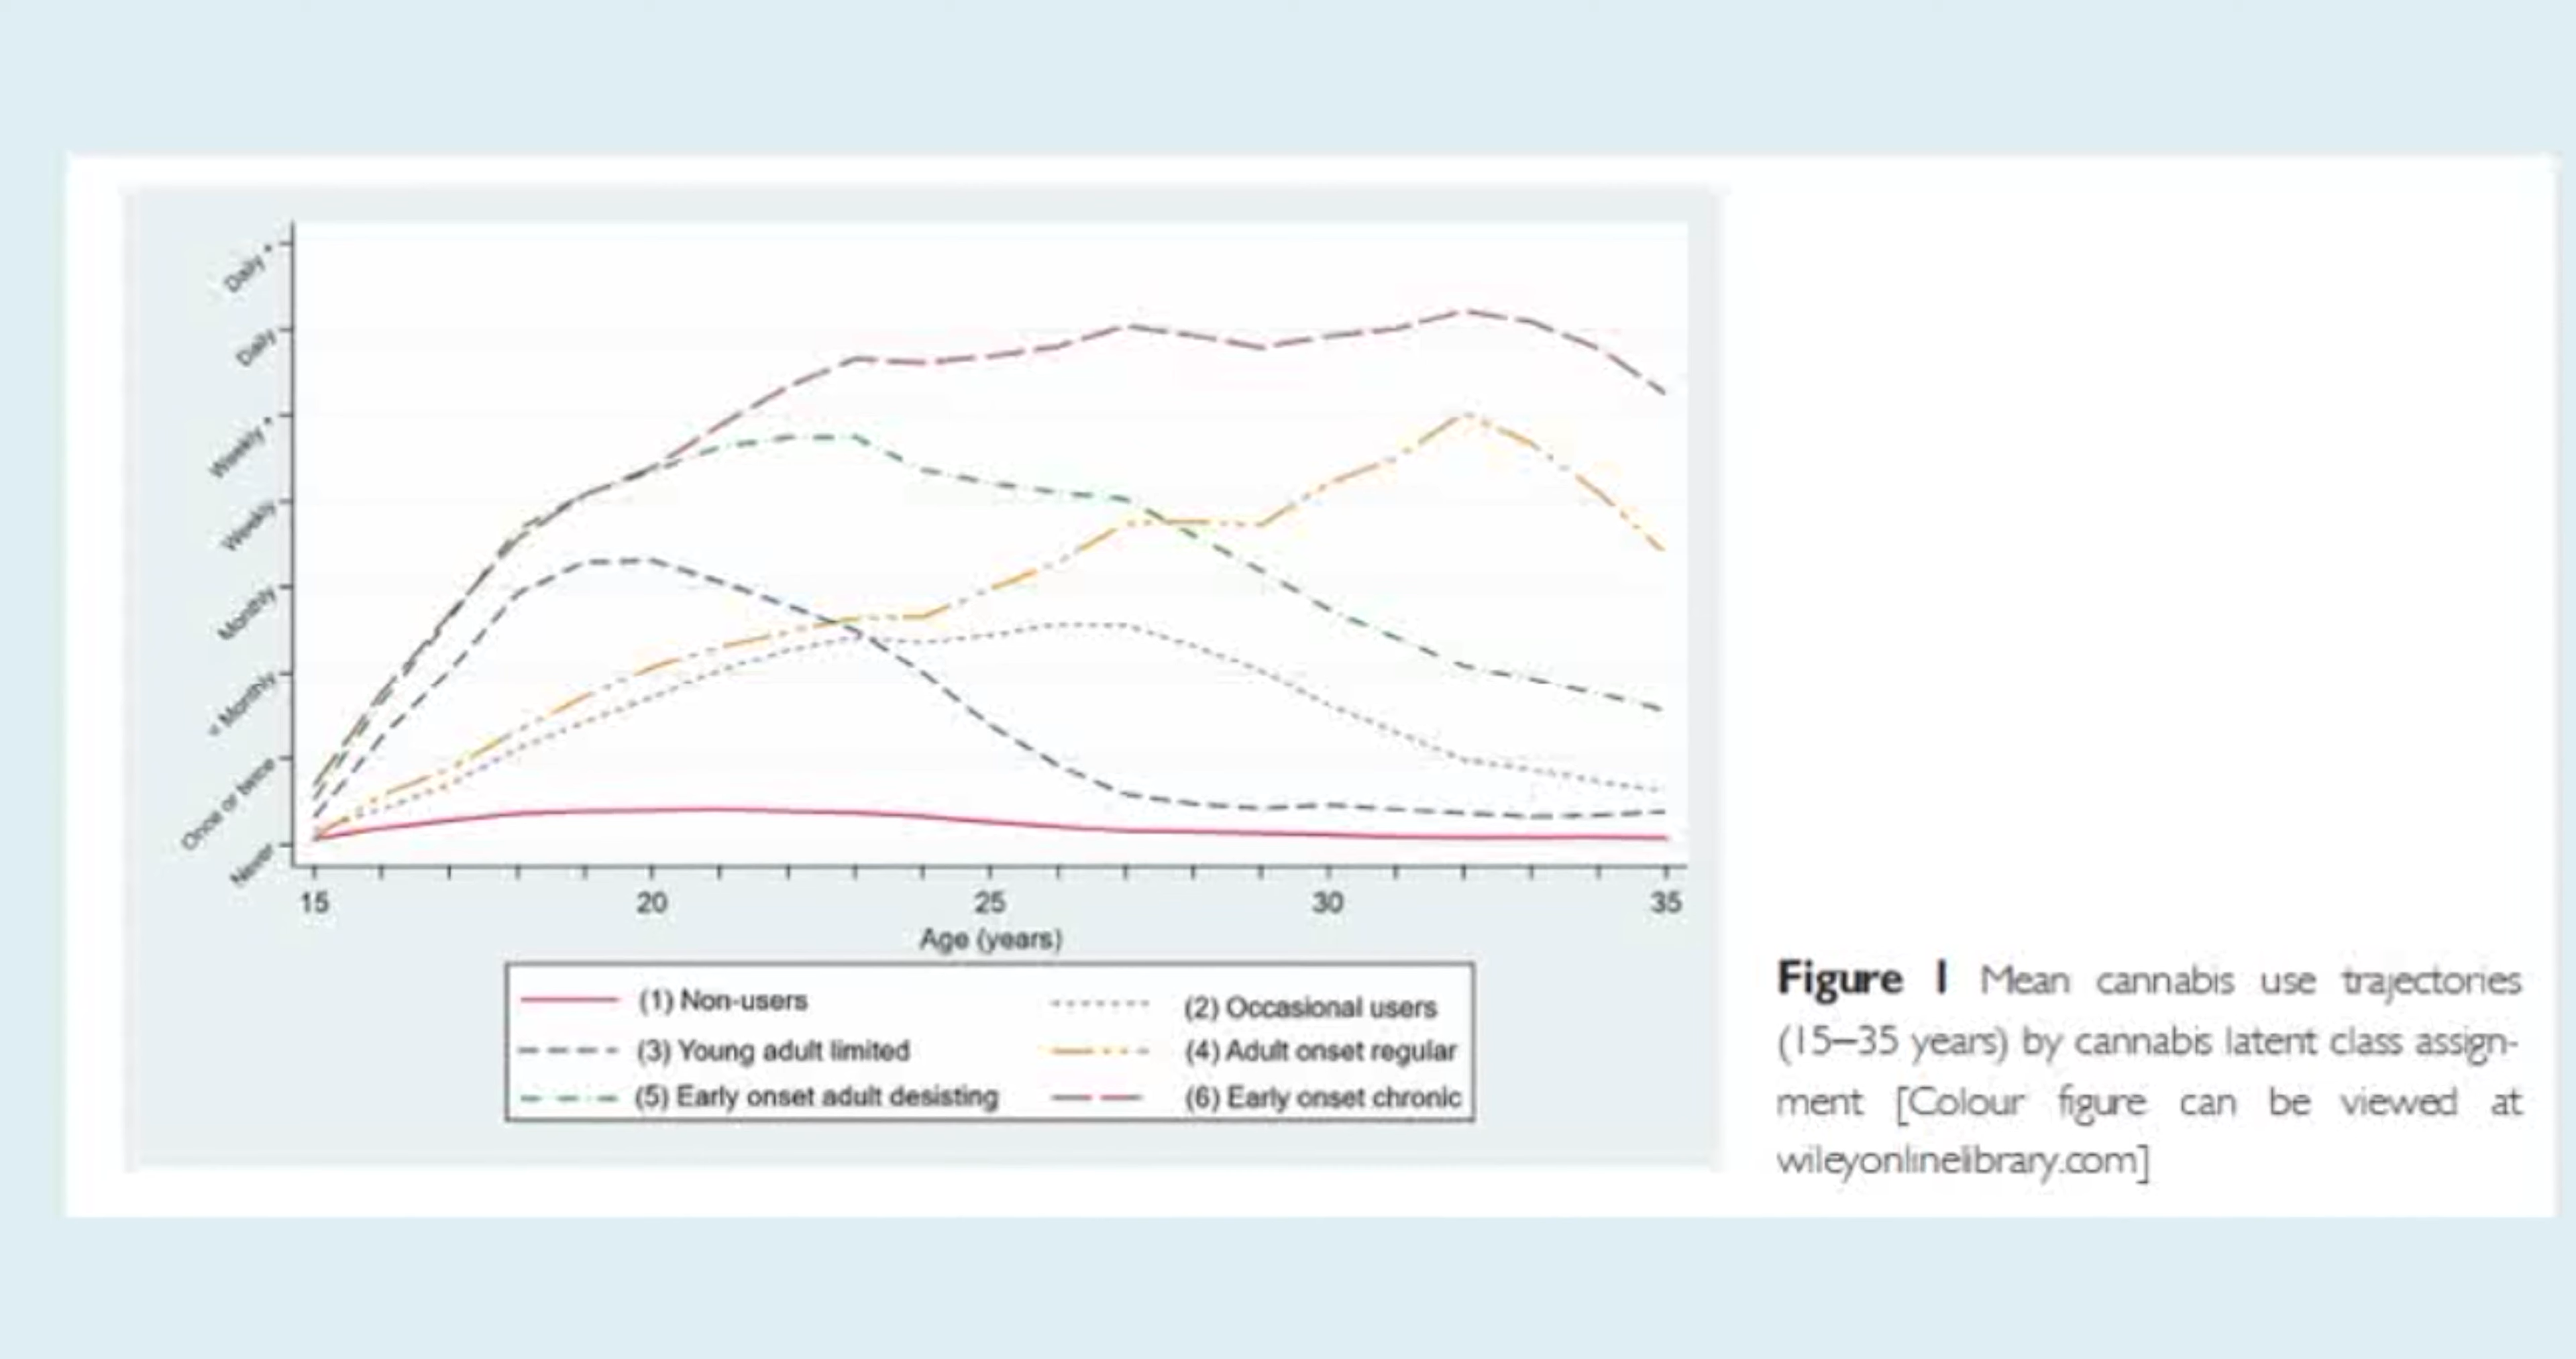 Daily +
Daily
Weekly +
Weekly
Monthly
< Monthly
Once or twice
Never
15 20 25 30 35
Age (years)
(1) Non-users
(2) Occasional users
(3) Young adult limited
(4) Adult onset regular
(5) Early onset adult desisting
(6) Early onset chronic
Figure 1 Mean cannabis use trajectories
(15–35 years) by cannabis latent class assign-
ment [Colour figure can be viewed at
wileyonlinelibrary.com]